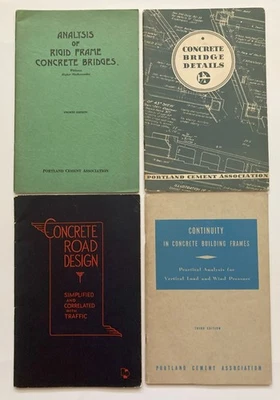 ANALYSIS
OF
RIGID FRAME
CONCRETE BRIDGES
PORTLAND CEMENT ASSOCIATION
CONCRETE
BRIDGE
DETAILS
PORTLAND CEMENT ASSOCIATION
CONCRETE
ROAD
DESIGN
SIMPLIFIED
AND
CORRELATED
WITH
TRAFFIC
CONTINUITY
IN CONCRETE BUILDING FRAMES
Practical Analysis for
Vertical Load and Wind Pressure
THIRD EDITION
PORTLAND CEMENT ASSOCIATION